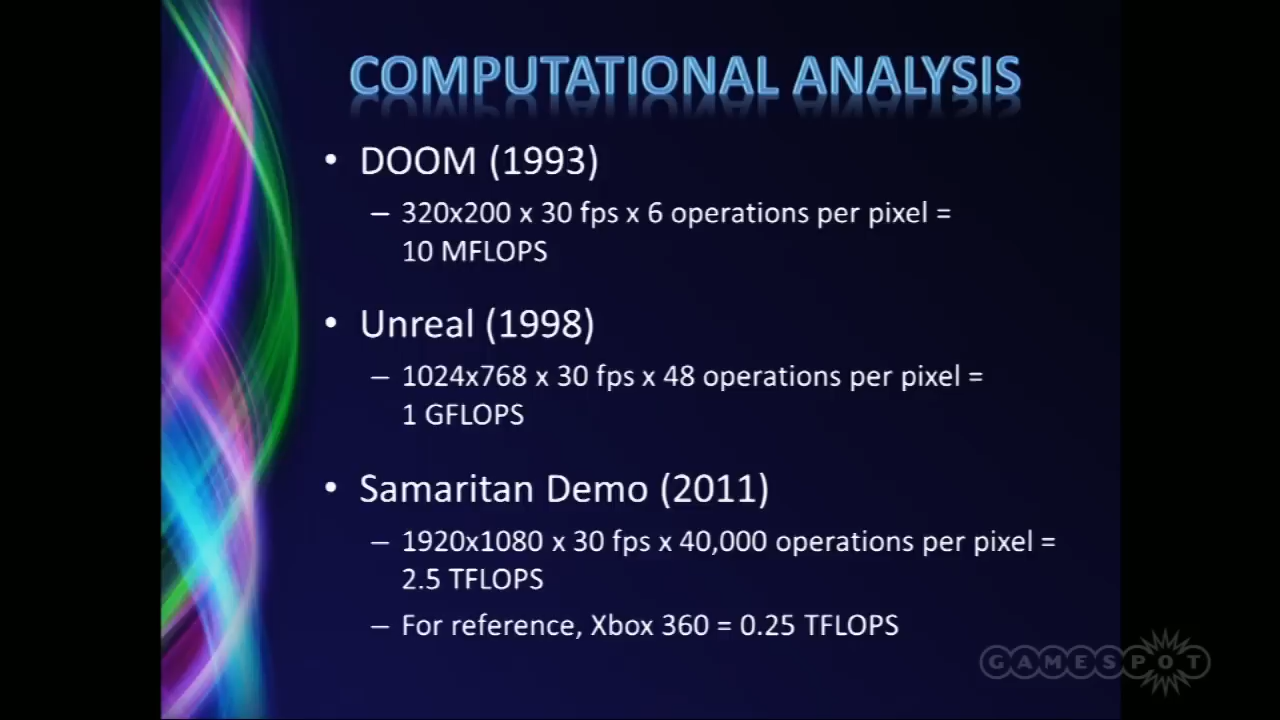 COMPUTATIONAL ANALYSIS
• DOOM (1993)
– 320x200 x 30 fps x 6 operations per pixel =
10 MFLOPS
• Unreal (1998)
– 1024x768 x 30 fps x 48 operations per pixel =
1 GFLOPS
• Samaritan Demo (2011)
– 1920x1080 x 30 fps x 40,000 operations per pixel =
2.5 TFLOPS
– For reference, Xbox 360 = 0.25 TFLOPS
GAMESPOT